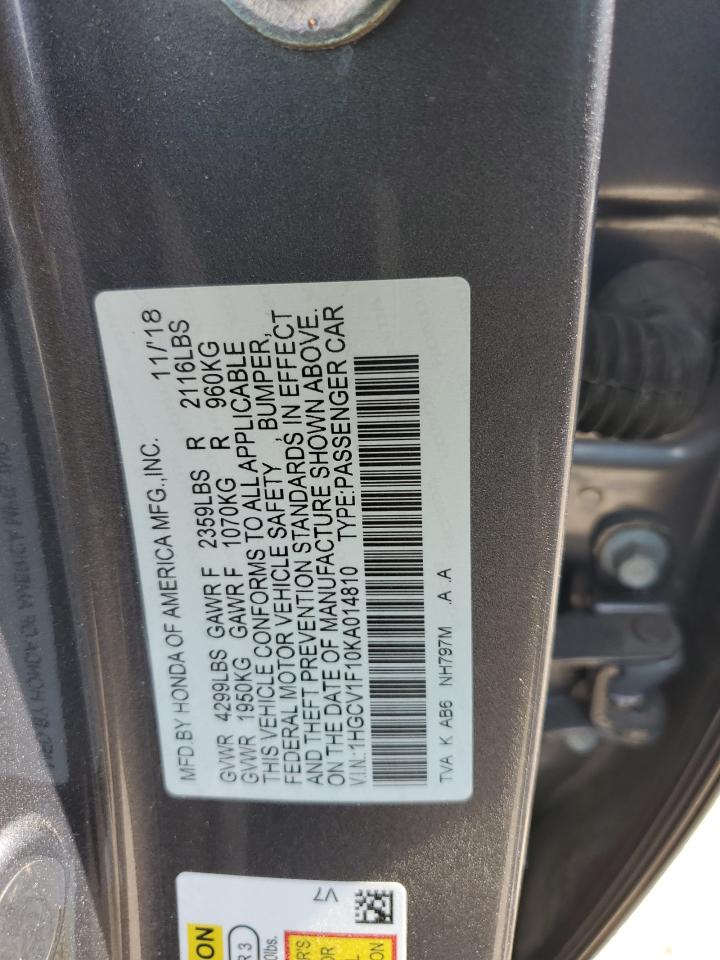 MFD.BY HONDA OF AMERICA MFG.,INC. 11/'18
GVWR 4299LBS GAWR F 2359LBS R 2116LBS
GVWR 1950KG GAWR F 1070KG R 960KG
THIS VEHICLE CONFORMS TO ALL APPLICABLE
FEDERAL MOTOR VEHICLE SAFETY, BUMPER,
AND THEFT PREVENTION STANDARDS IN EFFECT
ON THE DATE OF MANUFACTURE SHOWN ABOVE.
V.I.N.:1HGCV1F10KA014810 TYPE:PASSENGER CAR
TVA K AB6 NH797M .A .A